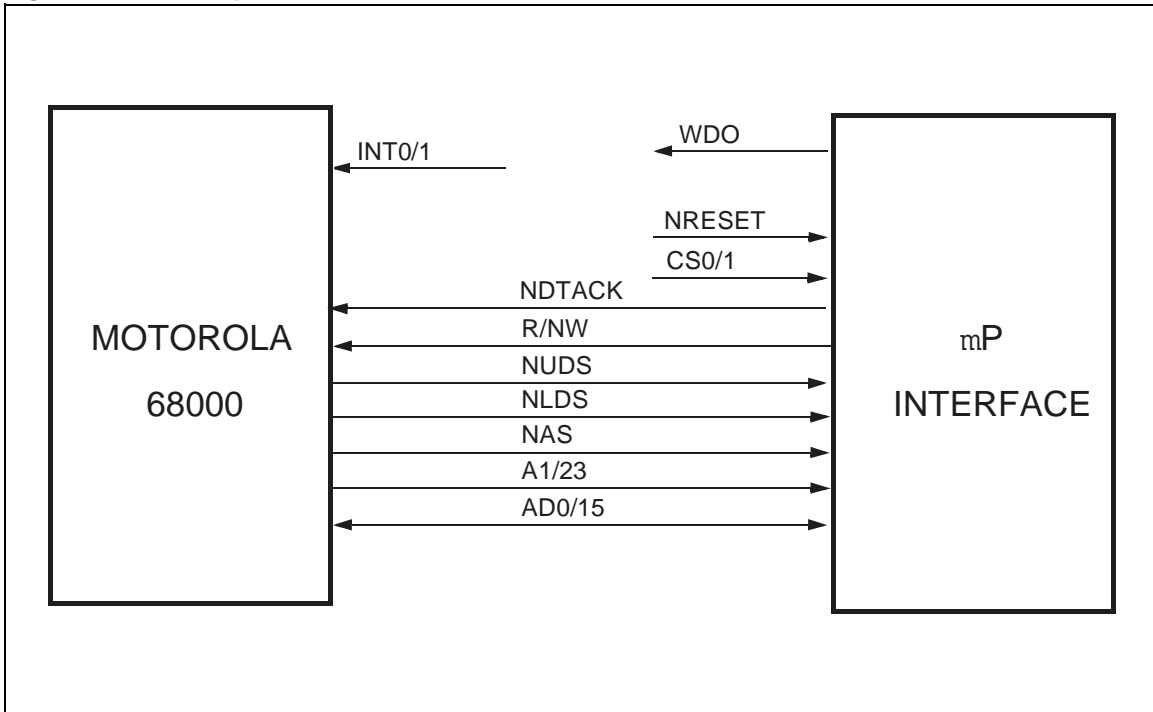 INT0/1
WDO
NRESET
CS0/1
NDTACK
R/NW
NUDS
NLDS
NAS
A1/23
AD0/15
MOTOROLA
68000
mP
INTERFACE